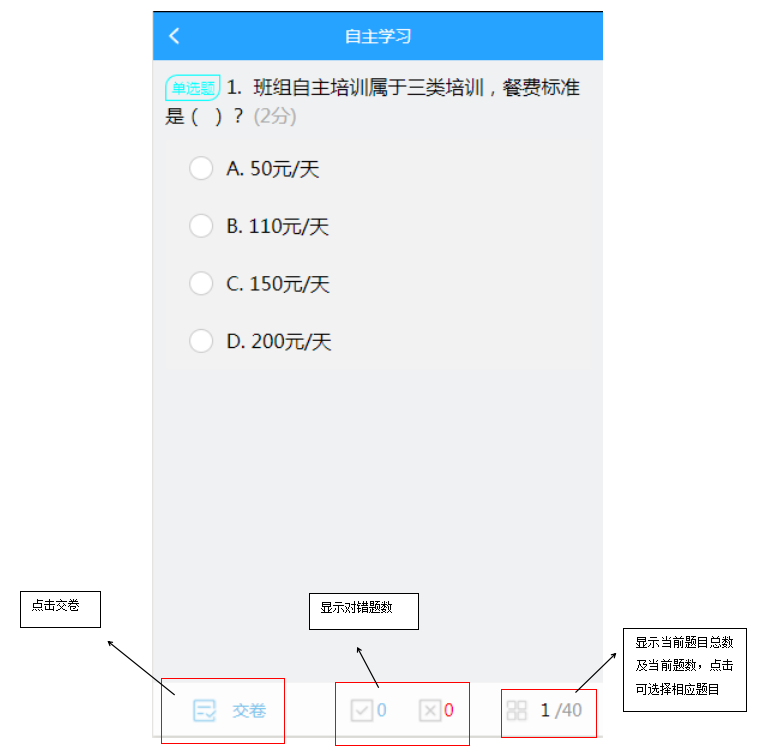 自主学习
单选题 1. 班组自主培训属于三类培训，餐费标准
是（ ）？(2分)
A. 50元/天
B. 110元/天
C. 150元/天
D. 200元/天
点击交卷
显示对错题数
显示当前题目总数
及当前题数，点击
可选择相应题目
交卷
0
0
1 /40